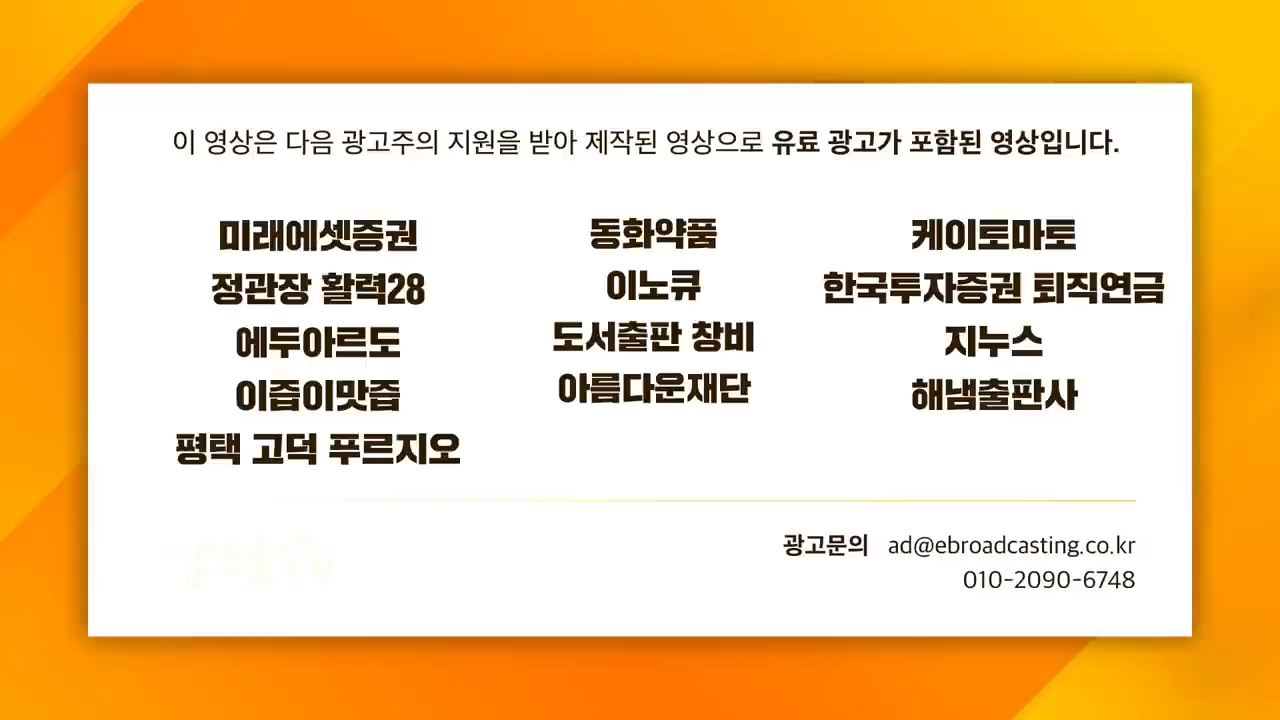 이 영상은 다음 광고주의 지원을 받아 제작된 영상으로 유료 광고가 포함된 영상입니다.
미래에셋증권
정관장 활력28
에두아르도
이즙이맛즙
평택 고덕 푸르지오
동화약품
이노큐
도서출판 창비
아름다운재단
케이토마토
한국투자증권 퇴직연금
지누스
해냄출판사
광고문의 ad@ebroadcasting.co.kr
010-2090-6748